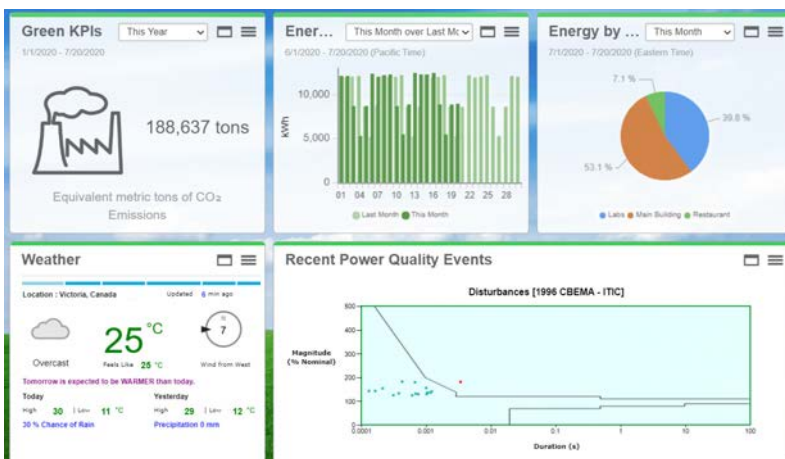 Green KPIs
This Year
1/1/2020 - 7/20/2020
188,637 tons
Equivalent metric tons of CO₂
Emissions
Ener...
This Month over Last Mc
6/1/2020 - 7/20/2020 (Pacific Time)
kWh
10,000
5,000
0
01 04 07 10 13 16 19 22 25 28
Last Month This Month
Energy by ...
This Month
7/1/2020 - 7/20/2020 (Eastern Time)
7.1 %
39.8 %
53.1 %
Labs Main Building Restaurant
Weather
Location : Victoria, Canada Updated 6 min ago
25 °C
N
7
Overcast Feels Like 25 °C Wind from West
Tomorrow is expected to be WARMER than today.
Today Yesterday
High 30 | Low 11 °C High 29 | Low 12 °C
30 % Chance of Rain Precipitation 0 mm
Recent Power Quality Events
Disturbances [1996 CBEMA - ITIC]
Magnitude
(% Nominal)
500
400
300
200
100
0
0.0001 0.001 0.01 0.1 1 10 100
Duration (s)